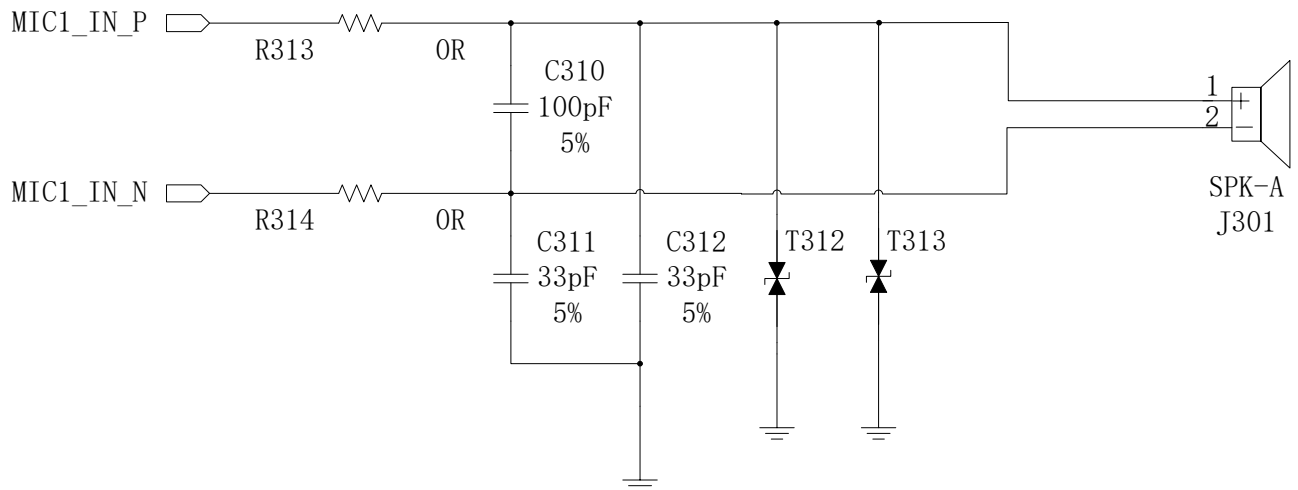 MIC1_IN_P
R313
0R
C310
100pF
5%
1
2
MIC1_IN_N
R314
0R
SPK-A
J301
C311
33pF
5%
C312
33pF
5%
T312
T313